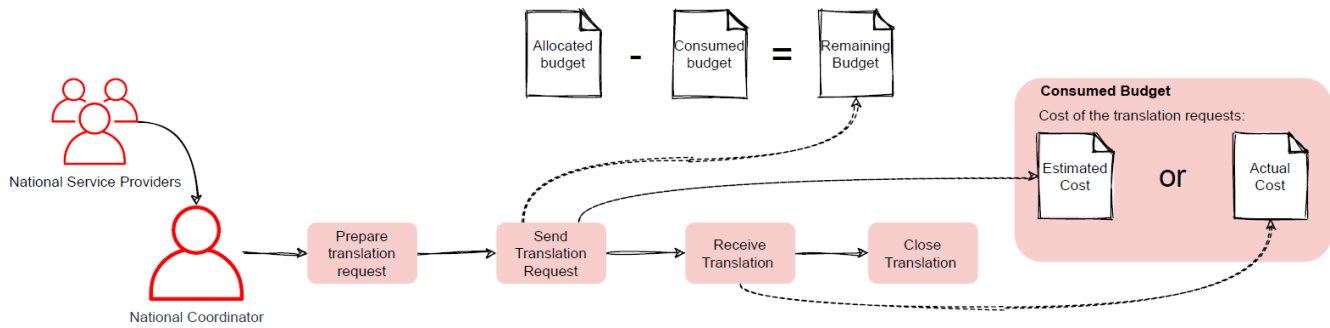 Allocated
budget
-
Consumed
budget
=
Remaining
Budget
Consumed Budget
Cost of the translation requests:
Estimated
Cost
or
Actual
Cost
National Service Providers
National Coordinator
Prepare
translation
request
Send
Translation
Request
Receive
Translation
Close
Translation